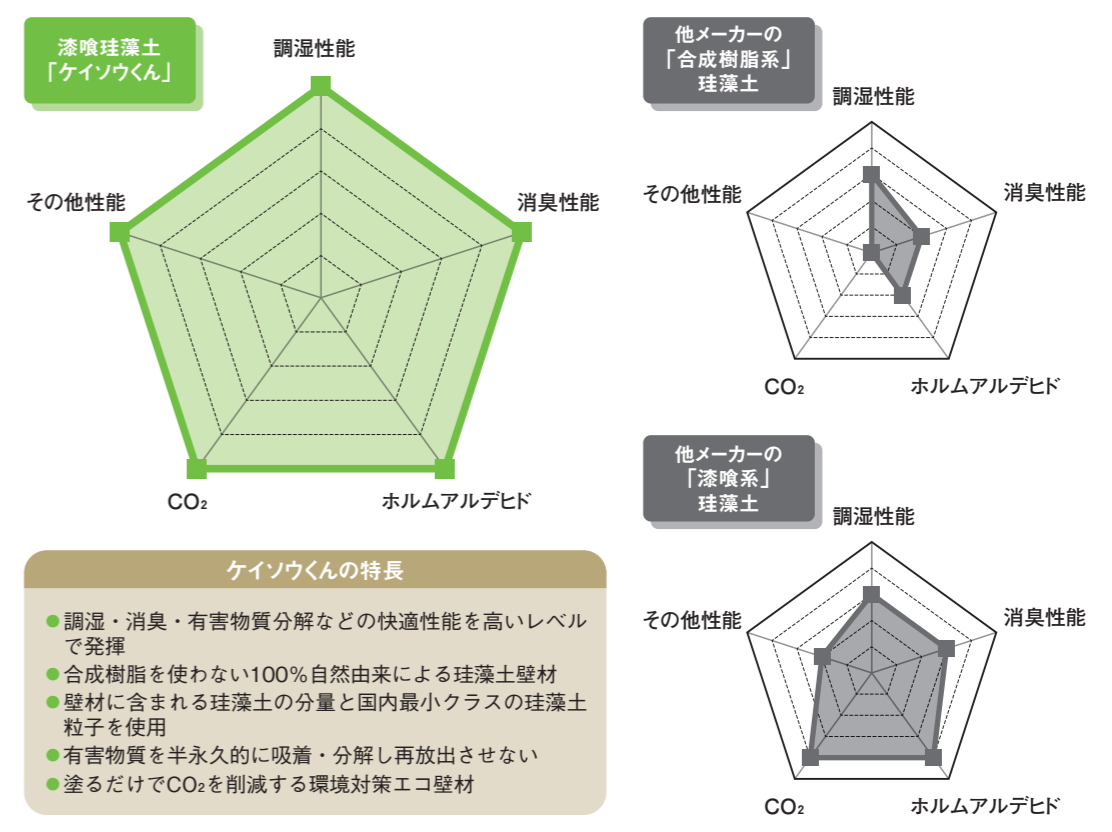 漆喰珪藻土
「ケイソウくん」
調湿性能
消臭性能
ホルムアルデヒド
CO₂
その他性能
他メーカーの
「合成樹脂系」
珪藻土
調湿性能
消臭性能
ホルムアルデヒド
CO₂
その他性能
他メーカーの
「漆喰系」
珪藻土
調湿性能
消臭性能
ホルムアルデヒド
CO₂
その他性能
ケイソウくんの特長
●調湿・消臭・有害物質分解などの快適性能を高いレベル
で発揮
●合成樹脂を使わない100%自然由来による珪藻土壁材
●壁材に含まれる珪藻土の分量と国内最小クラスの珪藻土
粒子を使用
●有害物質を半永久的に吸着・分解し再放出させない
●塗るだけでCO₂を削減する環境対策エコ壁材